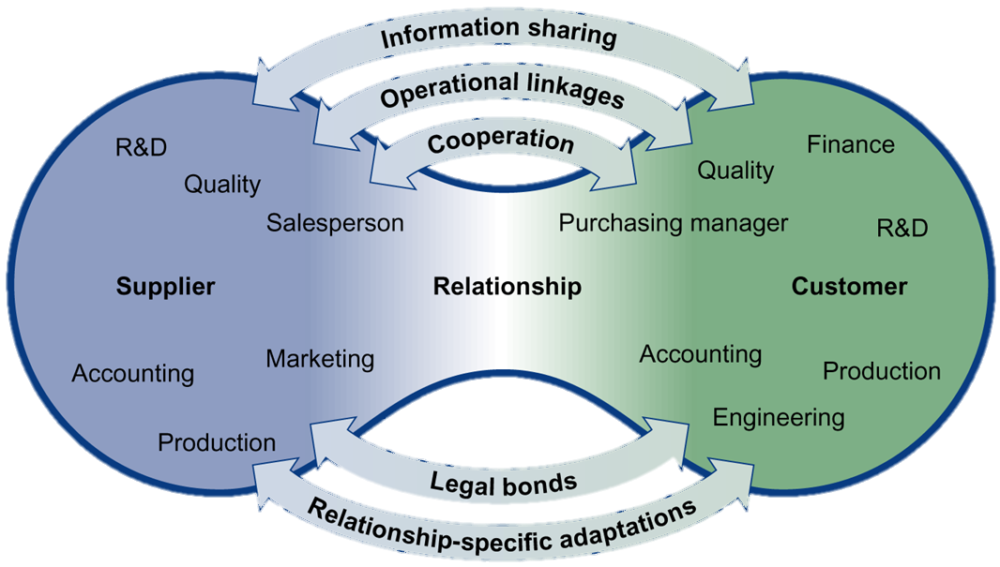 Information sharing
Operational linkages
Cooperation
R&D
Quality
Salesperson
Supplier
Accounting
Marketing
Production
Relationship
Finance
Quality
Purchasing manager
R&D
Customer
Accounting
Production
Engineering
Legal bonds
Relationship-specific adaptations